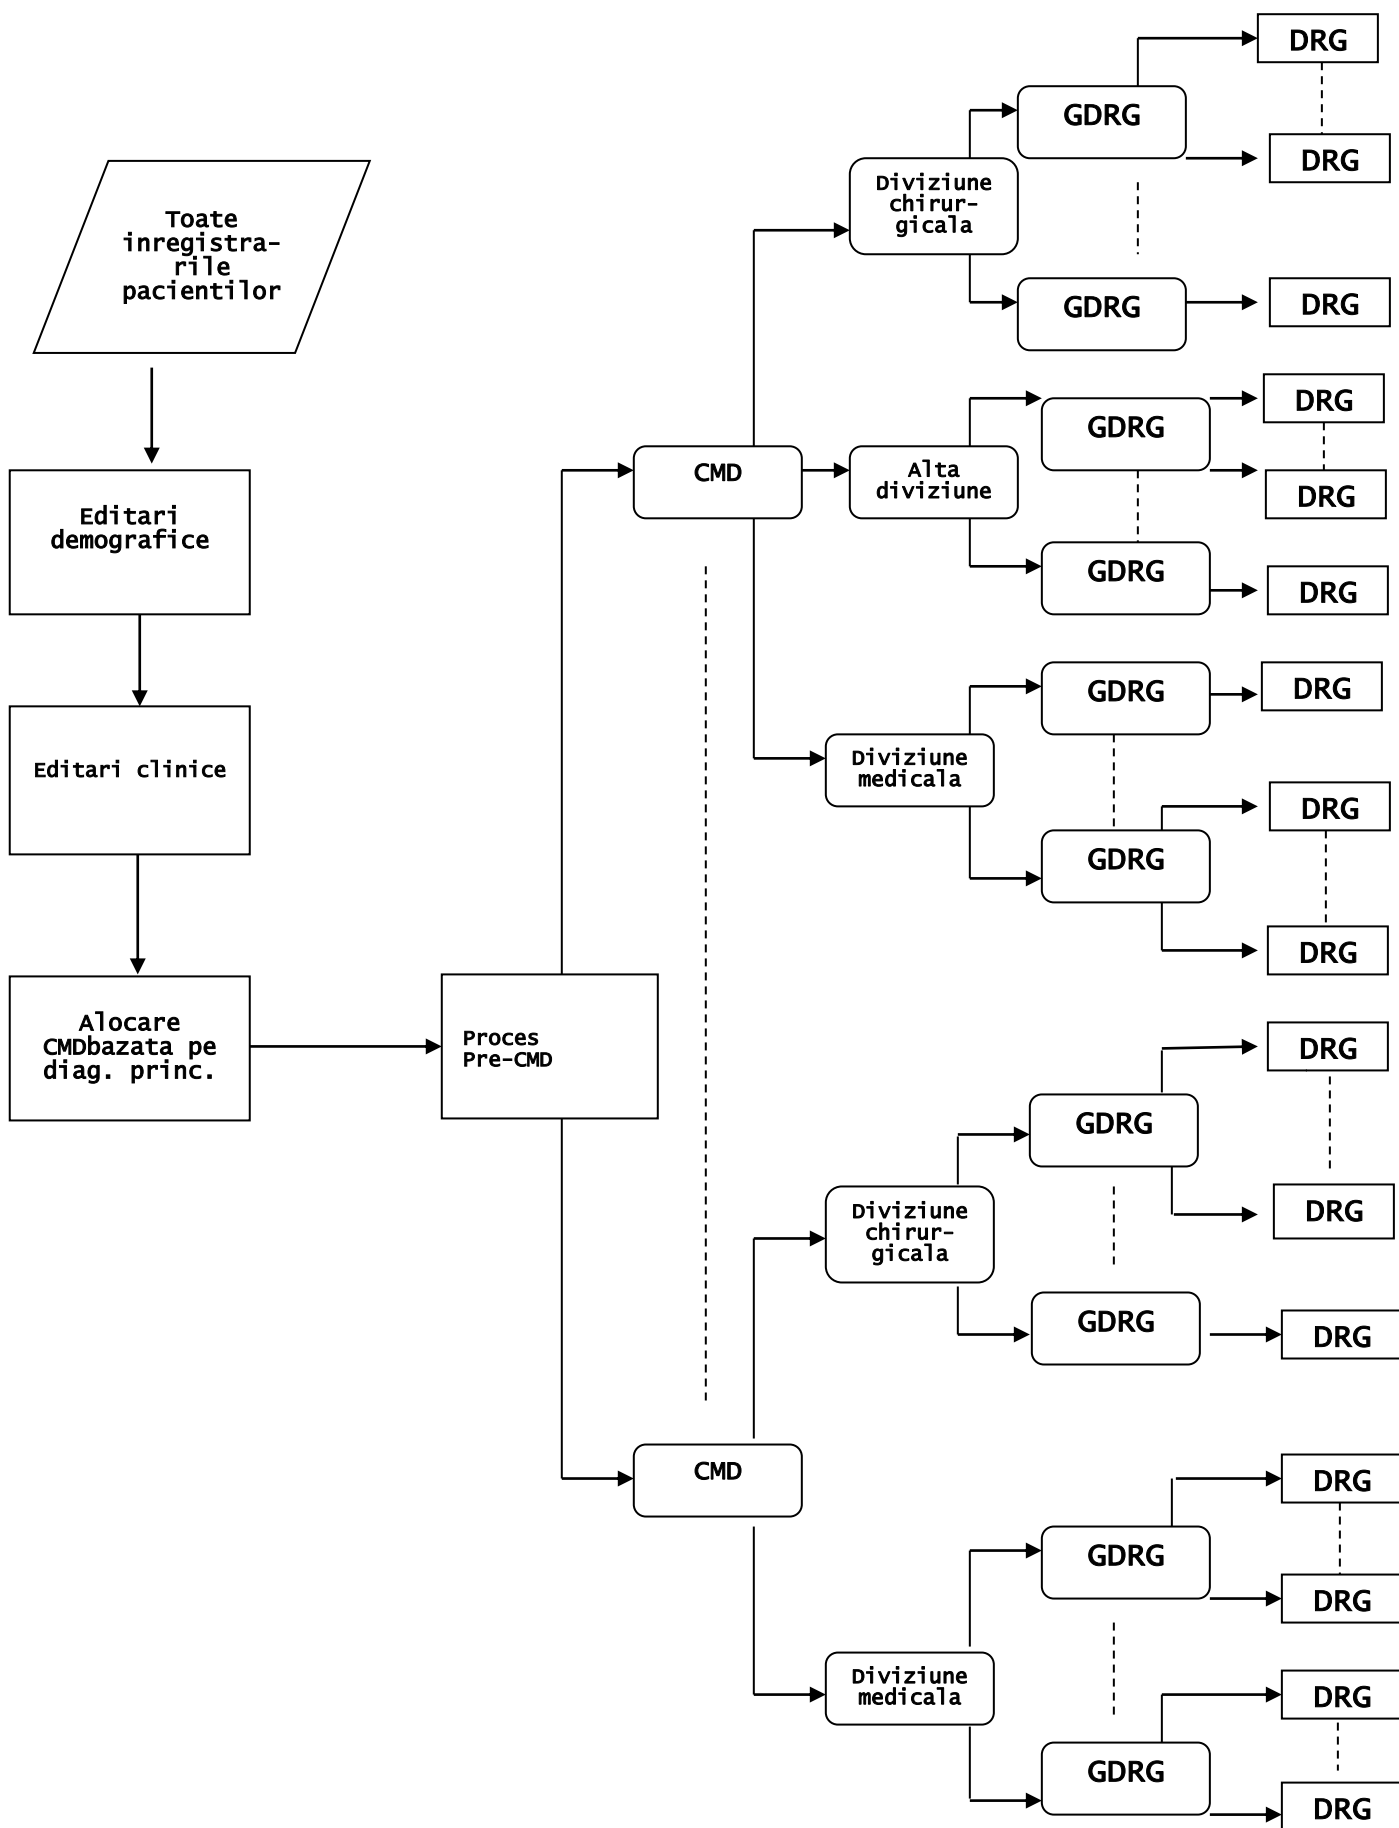 Toate
inregistra-
rile
pacientilor
Editari
demografice
Editari clinice
Alocare
CMDbazata pe
diag. princ.
Proces
Pre-CMD
CMD
Diviziune
chirur-
gicala
GDRG
DRG
DRG
GDRG
DRG
Alta
diviziune
GDRG
DRG
DRG
GDRG
DRG
Diviziune
medicala
GDRG
DRG
GDRG
DRG
DRG
CMD
Diviziune
chirur-
gicala
GDRG
DRG
DRG
GDRG
DRG
Diviziune
medicala
GDRG
DRG
DRG
GDRG
DRG
DRG